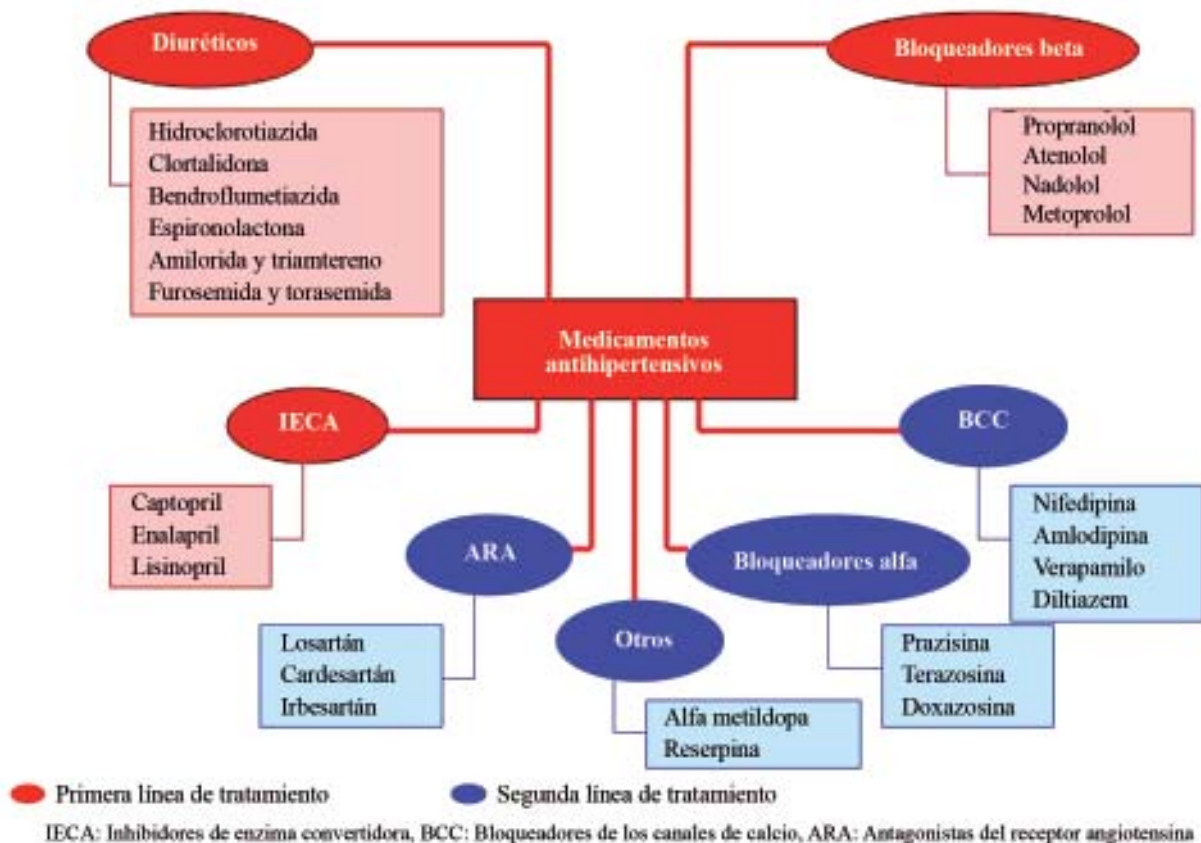 Diuréticos
Bloqueadores beta
Hidroclorotiazida
Clortalidona
Bendroflumetiazida
Espironolactona
Amilorida y triamtereno
Furosemida y torasemida
Propranolol
Atenolol
Nadolol
Metoprolol
Medicamentos
antihipertensivos
IECA
Captopril
Enalapril
Lisinopril
BCC
Nifedipina
Amlodipina
Verapamilo
Diltiazem
ARA
Losartán
Cardesartán
Irbesartán
Bloqueadores alfa
Prazisina
Terazosina
Doxazosina
Otros
Alfa metildopa
Reserpina
Primera línea de tratamiento
Segunda línea de tratamiento
IECA: Inhibidores de enzima convertidora, BCC: Bloqueadores de los canales de calcio, ARA: Antagonistas del receptor angiotensina